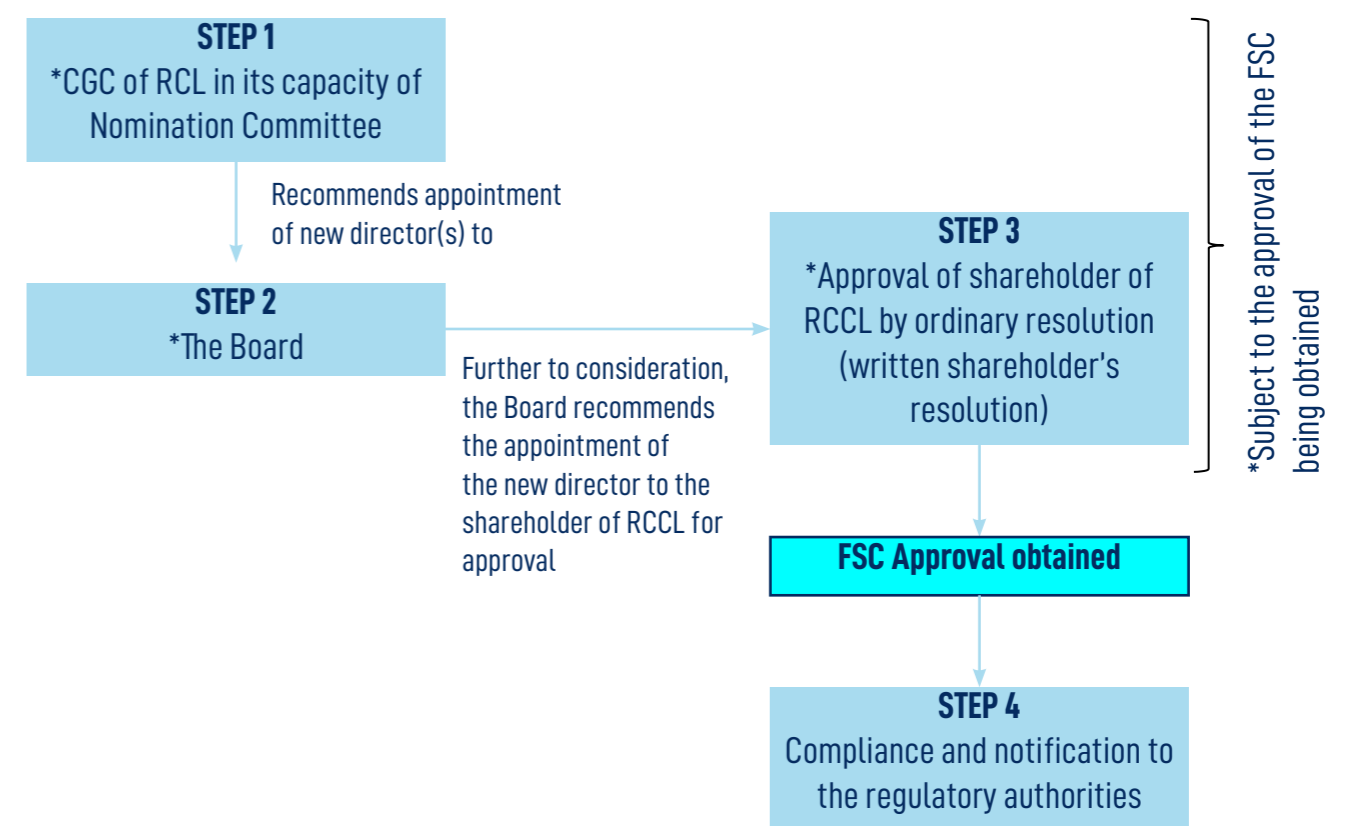 STEP 1
*CGC of RCL in its capacity of
Nomination Committee
Recommends appointment
of new director(s) to
STEP 2
*The Board
Further to consideration,
the Board recommends
the appointment of
the new director to the
shareholder of RCCL for
approval
STEP 3
*Approval of shareholder of
RCCL by ordinary resolution
(written shareholder's
resolution)
*Subject to the approval of the FSC
being obtained
FSC Approval obtained
STEP 4
Compliance and notification to
the regulatory authorities